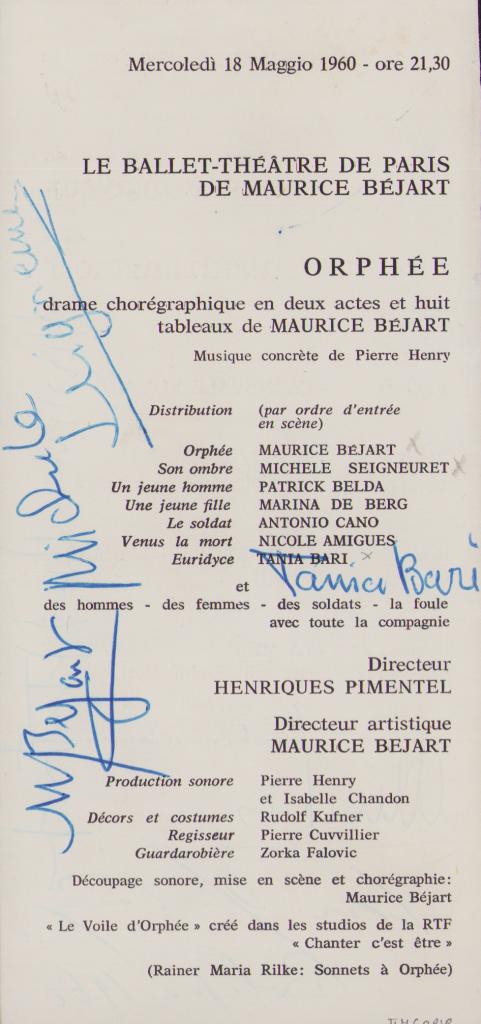 Mercoledì 18 Maggio 1960 - ore 21,30
LE BALLET-THÉÂTRE DE PARIS
DE MAURICE BÉJART
ORPHÉE
drame chorégraphique en deux actes et huit
tableaux de MAURICE BÉJART
Musique concrète de Pierre Henry
Distribution (par ordre d'entrée
en scène)
Orphée MAURICE BÉJART x
Son ombre MICHELE SEIGNEURET x
Un jeune homme PATRICK BELDA
Une jeune fille MARINA DE BERG
Le soldat ANTONIO CANO
Venus la mort NICOLE AMIGUES
Euridyce TANIA BARI x
Tania Bari
et
des hommes - des femmes - des soldats - la foule
avec toute la compagnie
Michele Seigneuret
M Bejart
Directeur
HENRIQUES PIMENTEL
Directeur artistique
MAURICE BEJART
Production sonore Pierre Henry
et Isabelle Chandon
Décors et costumes Rudolf Kufner
Regisseur Pierre Cuvvillier
Guardarobière Zorka Falovic
Découpage sonore, mise en scène et chorégraphie:
Maurice Béjart
« Le Voile d'Orphée » créé dans les studios de la RTF
« Chanter c'est être »
(Rainer Maria Rilke: Sonnets à Orphée)